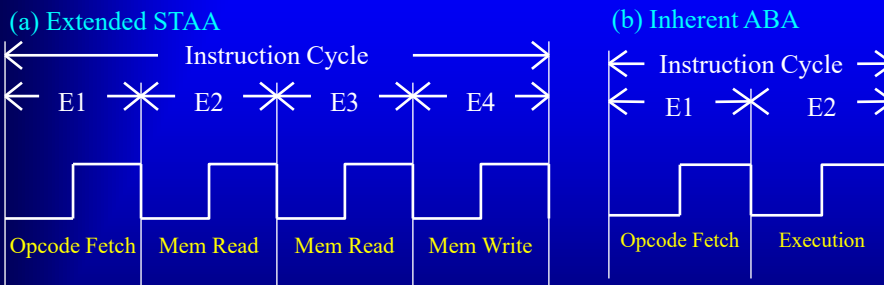 (a) Extended STAA
Instruction Cycle
E1 E2 E3 E4
Opcode Fetch Mem Read Mem Read Mem Write
(b) Inherent ABA
Instruction Cycle
E1 E2
Opcode Fetch Execution